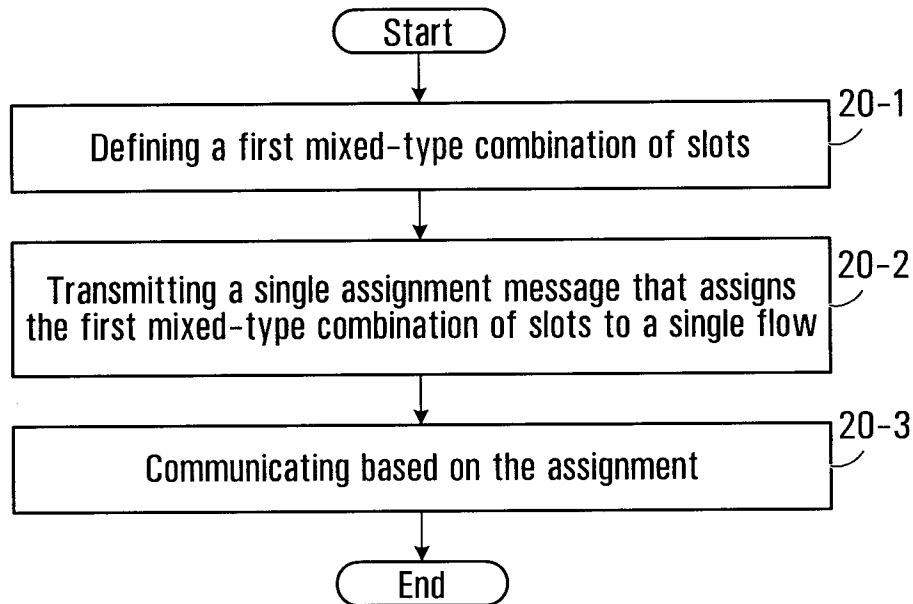 Start
20-1
Defining a first mixed-type combination of slots
20-2
Transmitting a single assignment message that assigns
the first mixed-type combination of slots to a single flow
20-3
Communicating based on the assignment
End